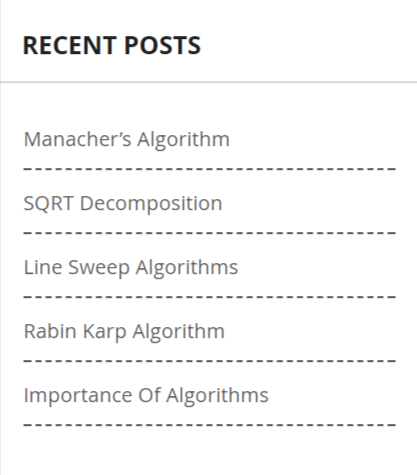 RECENT POSTS
Manacher’s Algorithm
SQRT Decomposition
Line Sweep Algorithms
Rabin Karp Algorithm
Importance Of Algorithms